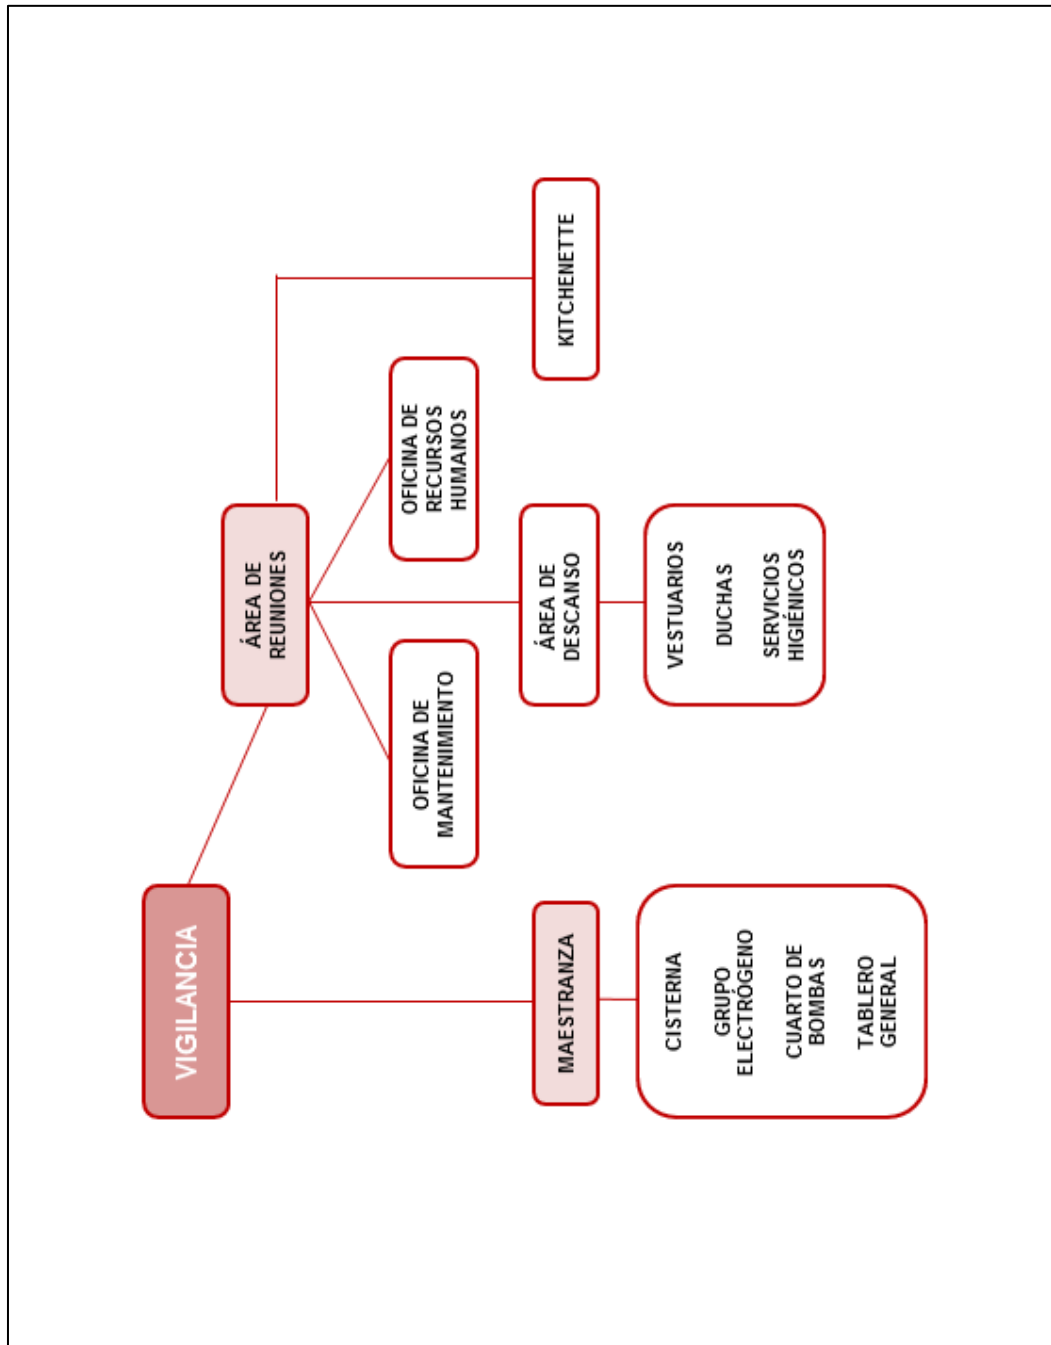 VIGILANCIA
ÁREA DE
REUNIONES
OFICINA DE
MANTENIMIENTO
OFICINA DE
RECURSOS
HUMANOS
MAESTRANZA
ÁREA DE
DESCANSO
KITCHENETTE
CISTERNA
GRUPO
ELECTRÓGENO
CUARTO DE
BOMBAS
TABLERO
GENERAL
VESTUARIOS
DUCHAS
SERVICIOS
HIGIÉNICOS